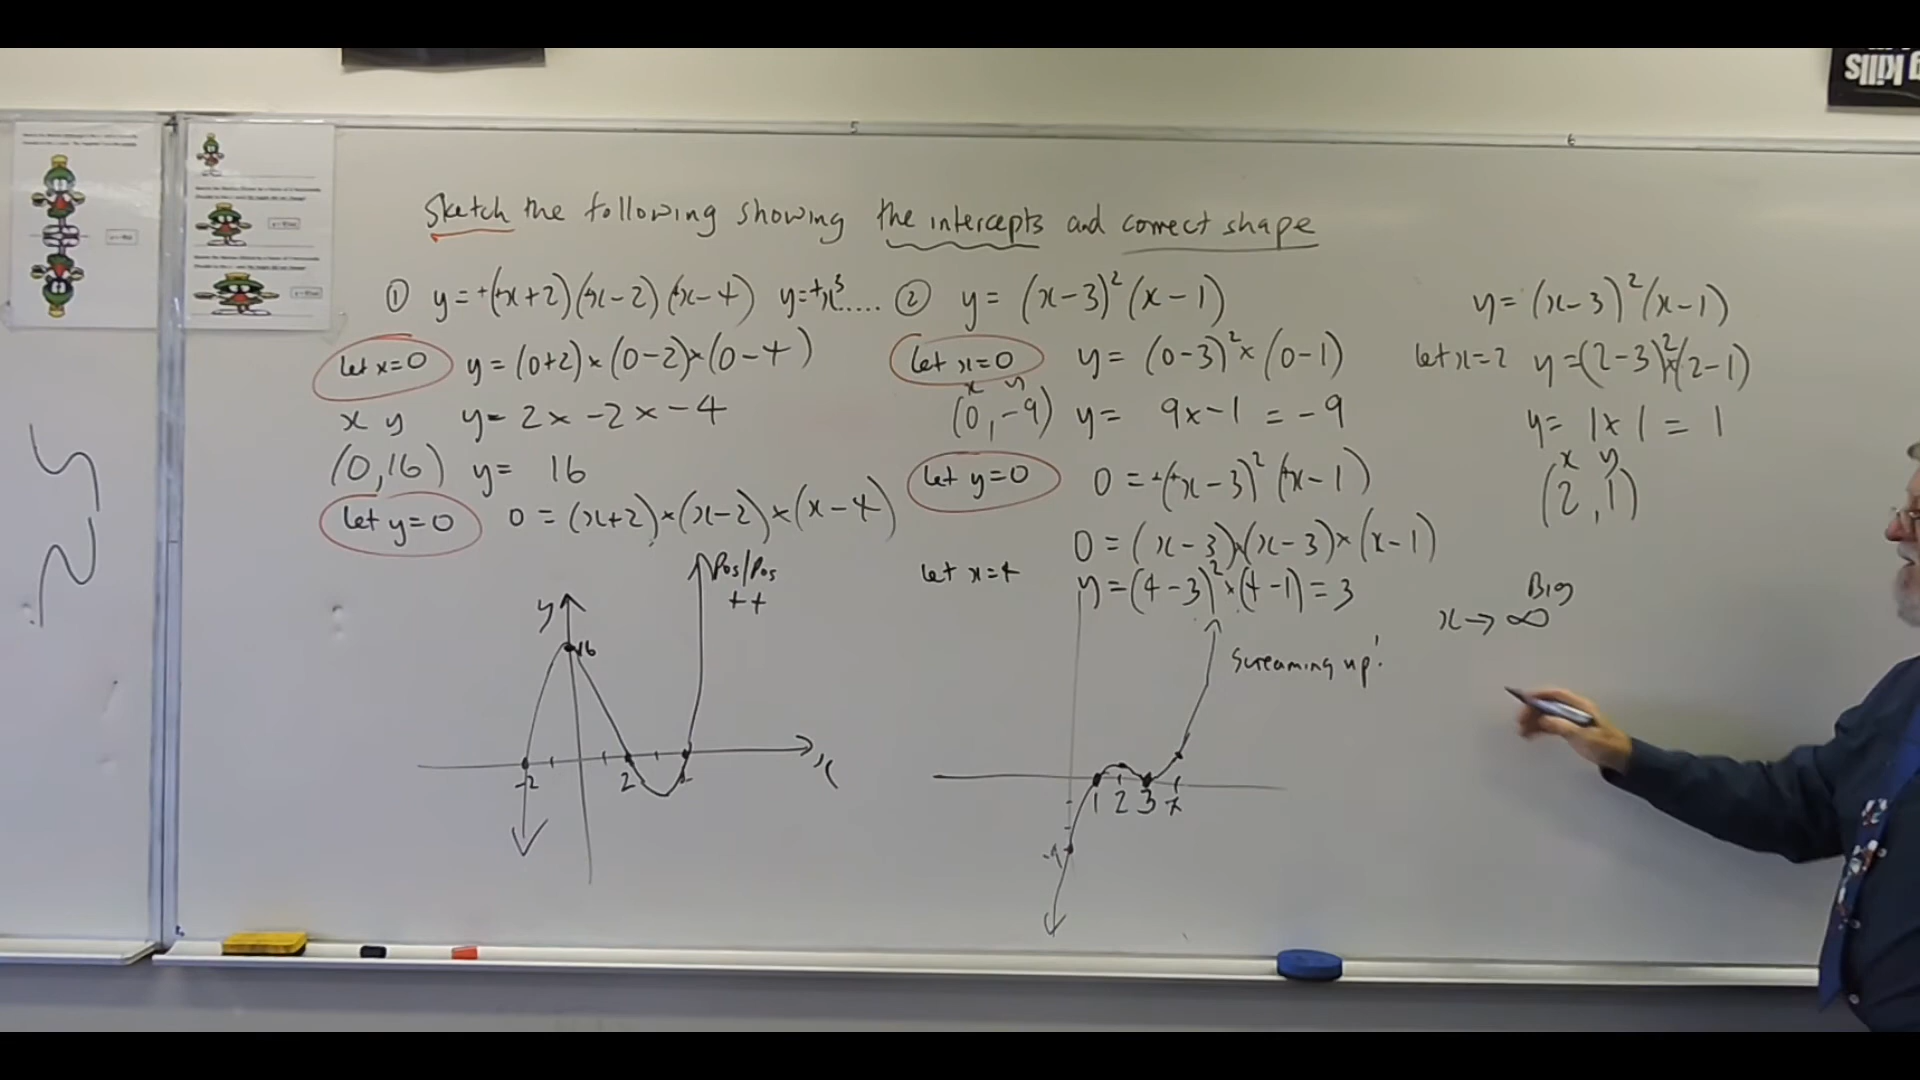 Sketch the following showing the intercepts and correct shape
① y=+(+x+2)(+x-2)(+x-4) y=+x³.....
let x=0 y=(0+2)×(0-2)×(0-4)
x y y=2×-2×-4
(0,16) y= 16
let y=0 0=(x+2)×(x-2)×(x-4)
Pos/Pos
++
y
16
-2 2
x
② y= (x-3)²(x-1)
let x=0 y= (0-3)²×(0-1)
x y
(0,-9) y= 9×-1 = -9
let y=0 0=+(+x-3)²(+x-1)
0=(x-3)×(x-3)×(x-1)
let x=4 y=(4-3)²×(4-1)=3
Screaming up!
1 2 3 4
-9
y=(x-3)²(x-1)
let x=2 y=(2-3)²×(2-1)
y= 1×1 = 1
x y
(2,1)
Big
x→∞
5
6
kills